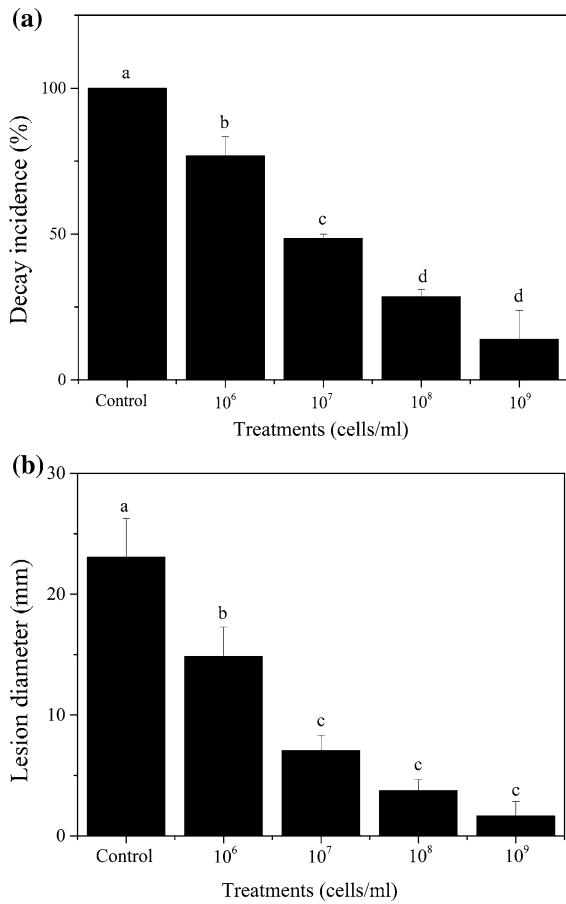 (a)
Decay incidence (%)
100
50
0
a
b
c
d
d
Control
10⁶
10⁷
10⁸
10⁹
Treatments (cells/ml)
(b)
Lesion diameter (mm)
30
20
10
0
a
b
c
c
c
Control
10⁶
10⁷
10⁸
10⁹
Treatments (cells/ml)